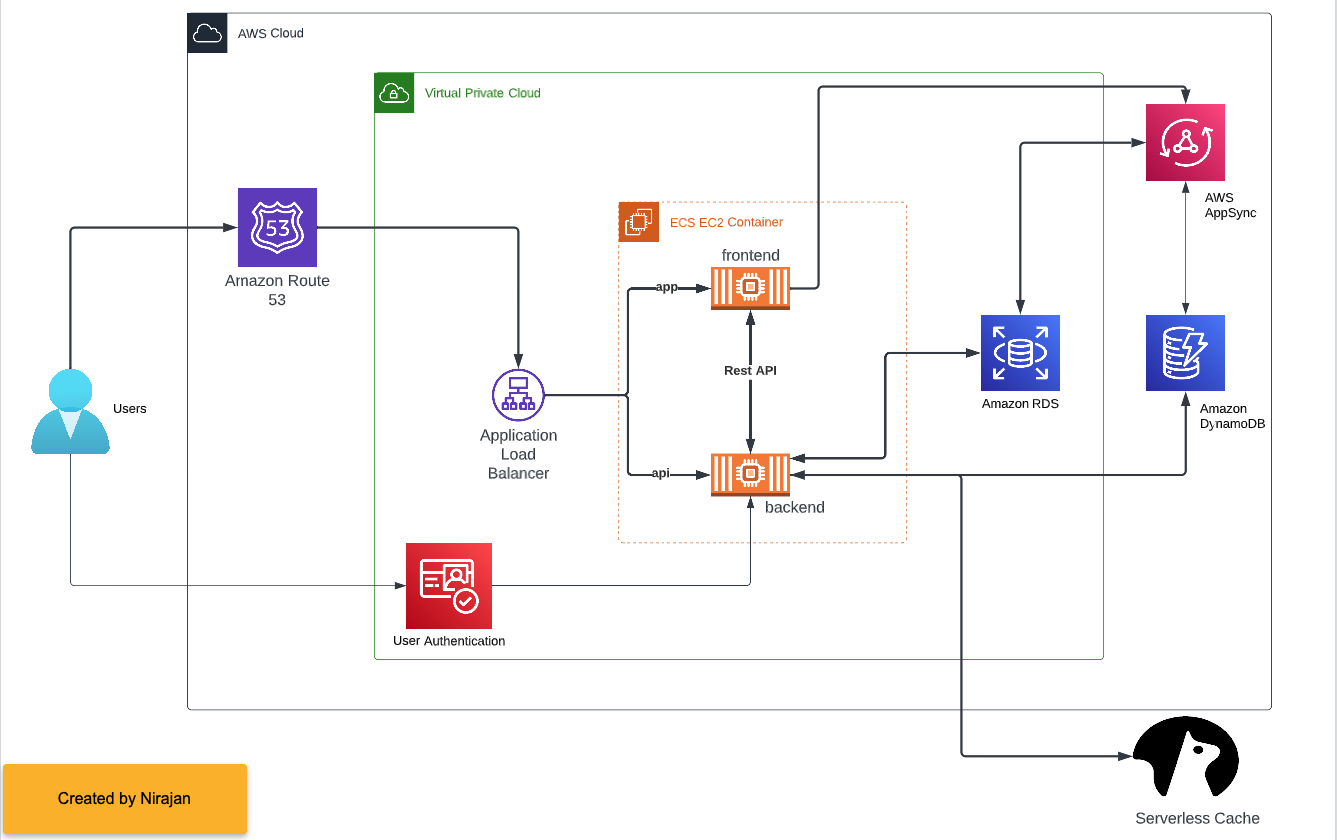 AWS Cloud
Virtual Private Cloud
53
Amazon Route
53
Users
Application
Load
Balancer
ECS EC2 Container
frontend
app
Rest API
api
backend
User Authentication
AWS
AppSync
Amazon RDS
Amazon
DynamoDB
Serverless Cache
Created by Nirajan